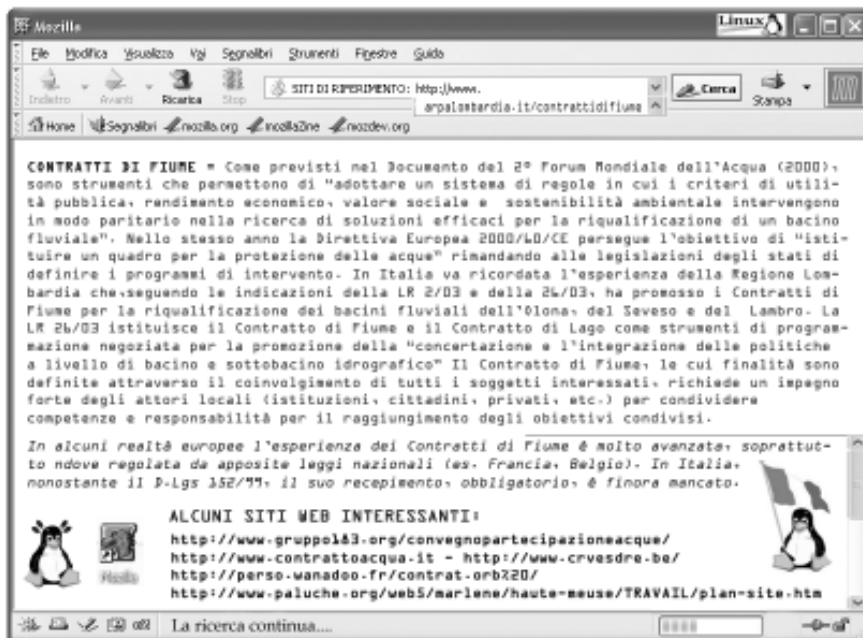 Mozilla
Linux
File Modifica Visualizza Vai Segnalibri Strumenti Finestre Guida
Indietro Avanti Ricarica Stop SITI DI RIFERIMENTO: http://www. Cerca Stampa
arpalombardia.it/contrattidifiume
Home Segnalibri mozilla.org mozillaZine mozdev.org
CONTRATTI DI FIUME = Come previsti nel Documento del 2º Forum Mondiale dell'Acqua (2000),
sono strumenti che permettono di "adottare un sistema di regole in cui i criteri di utili-
tà pubblica, rendimento economico, valore sociale e sostenibilità ambientale intervengono
in modo paritario nella ricerca di soluzioni efficaci per la riqualificazione di un bacino
fluviale". Nello stesso anno la Direttiva Europea 2000/60/CE persegue l'obiettivo di "isti-
tuire un quadro per la protezione delle acque" rimandando alle legislazioni degli stati di
definire i programmi di intervento. In Italia va ricordata l'esperienza della Regione Lom-
bardia che,seguendo le indicazioni della LR 2/03 e della 26/03, ha promosso i Contratti di
Fiume per la riqualificazione dei bacini fluviali dell'Olona, del Seveso e del Lambro. La
LR 26/03 istituisce il Contratto di Fiume e il Contratto di Lago come strumenti di program-
mazione negoziata per la promozione della "concertazione e l'integrazione delle politiche
a livello di bacino e sottobacino idrografico" Il Contratto di Fiume, le cui finalità sono
definite attraverso il coinvolgimento di tutti i soggetti interessati, richiede un impegno
forte degli attori locali (istituzioni, cittadini, privati, etc.) per condividere
competenze e responsabilità per il raggiungimento degli obiettivi condivisi.
In alcuni realtà europee l'esperienza dei Contratti di Fiume è molto avanzata, soprattut-
to ndove regolata da apposite leggi nazionali (es. Francia, Belgio). In Italia,
nonostante il D.Lgs 152/99, il suo recepimento, obbligatorio, è finora mancato.
ALCUNI SITI WEB INTERESSANTI:
http://www.gruppo183.org/convegnopartecipazioneacque/
http://www.contrattoacqua.it - http://www.crvesdre.be/
http://perso.wanadoo.fr/contrat.orb%20/
http://www.paluche.org/web5/marlene/haute-meuse/TRAVAIL/plan-site.htm
Mozilla
La ricerca continua....